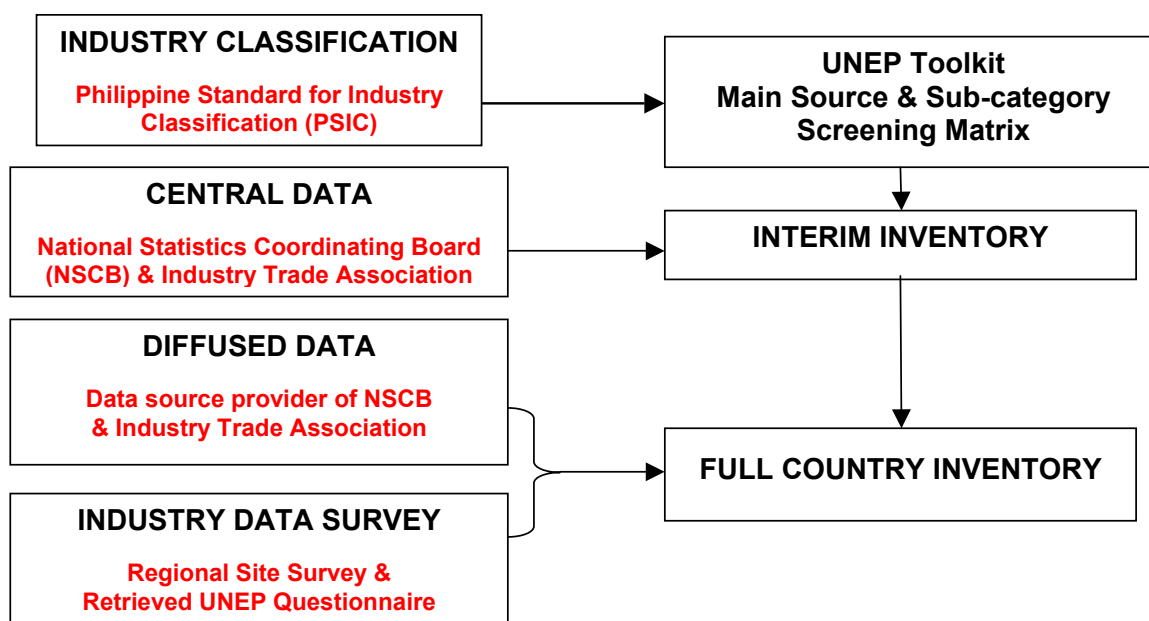 INDUSTRY CLASSIFICATION
Philippine Standard for Industry
Classification (PSIC)
UNEP Toolkit
Main Source & Sub-category
Screening Matrix
CENTRAL DATA
National Statistics Coordinating Board
(NSCB) & Industry Trade Association
INTERIM INVENTORY
DIFFUSED DATA
Data source provider of NSCB
& Industry Trade Association
FULL COUNTRY INVENTORY
INDUSTRY DATA SURVEY
Regional Site Survey &
Retrieved UNEP Questionnaire